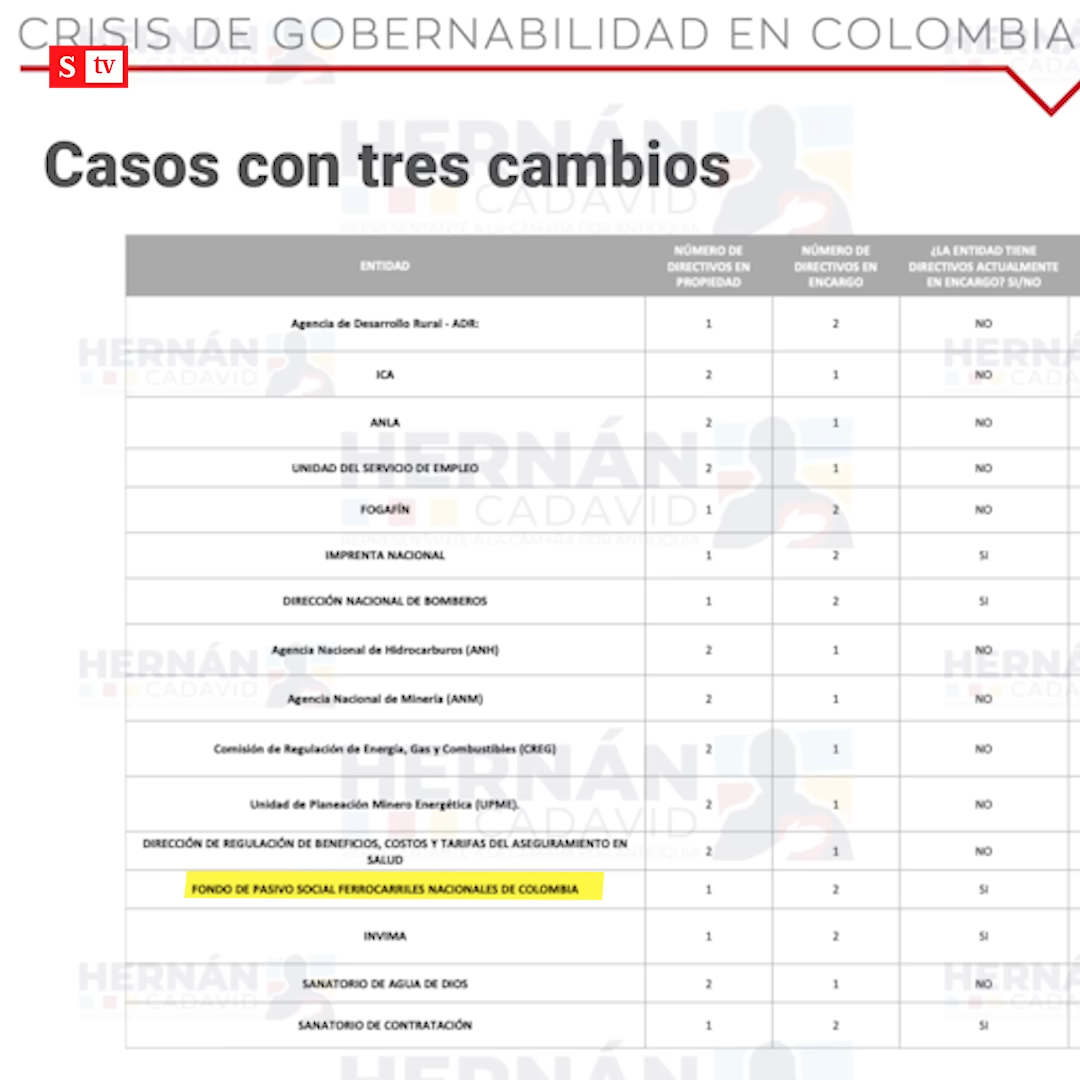 CRISIS DE GOBERNABILIDAD EN COLOMBIA
S tv
Casos con tres cambios
ENTIDAD
NÚMERO DE
DIRECTIVOS EN
PROPIEDAD
NÚMERO DE
DIRECTIVOS EN
ENCARGO
¿LA ENTIDAD TIENE
DIRECTIVOS ACTUALMENTE
EN ENCARGO? SI/NO
Agencia de Desarrollo Rural - ADR: 1 2 NO
ICA 2 1 NO
ANLA 2 1 NO
UNIDAD DEL SERVICIO DE EMPLEO 2 1 NO
FOGAFÍN 1 2 NO
IMPRENTA NACIONAL 1 2 SI
DIRECCIÓN NACIONAL DE BOMBEROS 1 2 SI
Agencia Nacional de Hidrocarburos (ANH) 2 1 NO
Agencia Nacional de Minería (ANM) 2 1 NO
Comisión de Regulación de Energía, Gas y Combustibles (CREG) 2 1 NO
Unidad de Planeación Minero Energética (UPME). 2 1 NO
DIRECCIÓN DE REGULACIÓN DE BENEFICIOS, COSTOS Y TARIFAS DEL ASEGURAMIENTO EN
SALUD 2 1 NO
FONDO DE PASIVO SOCIAL FERROCARRILES NACIONALES DE COLOMBIA 1 2 SI
INVIMA 1 2 SI
SANATORIO DE AGUA DE DIOS 2 1 NO
SANATORIO DE CONTRATACIÓN 1 2 SI
HERNÁN
CADAVID
REPRESENTANTE A LA CÁMARA POR ANTIOQUIA